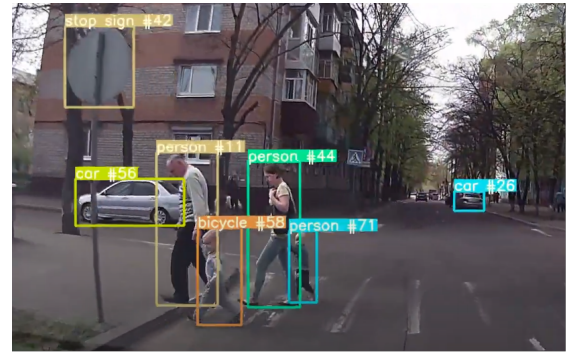 stop sign #42
person #11
person #44
car #56
car #26
bicycle #58
person #71